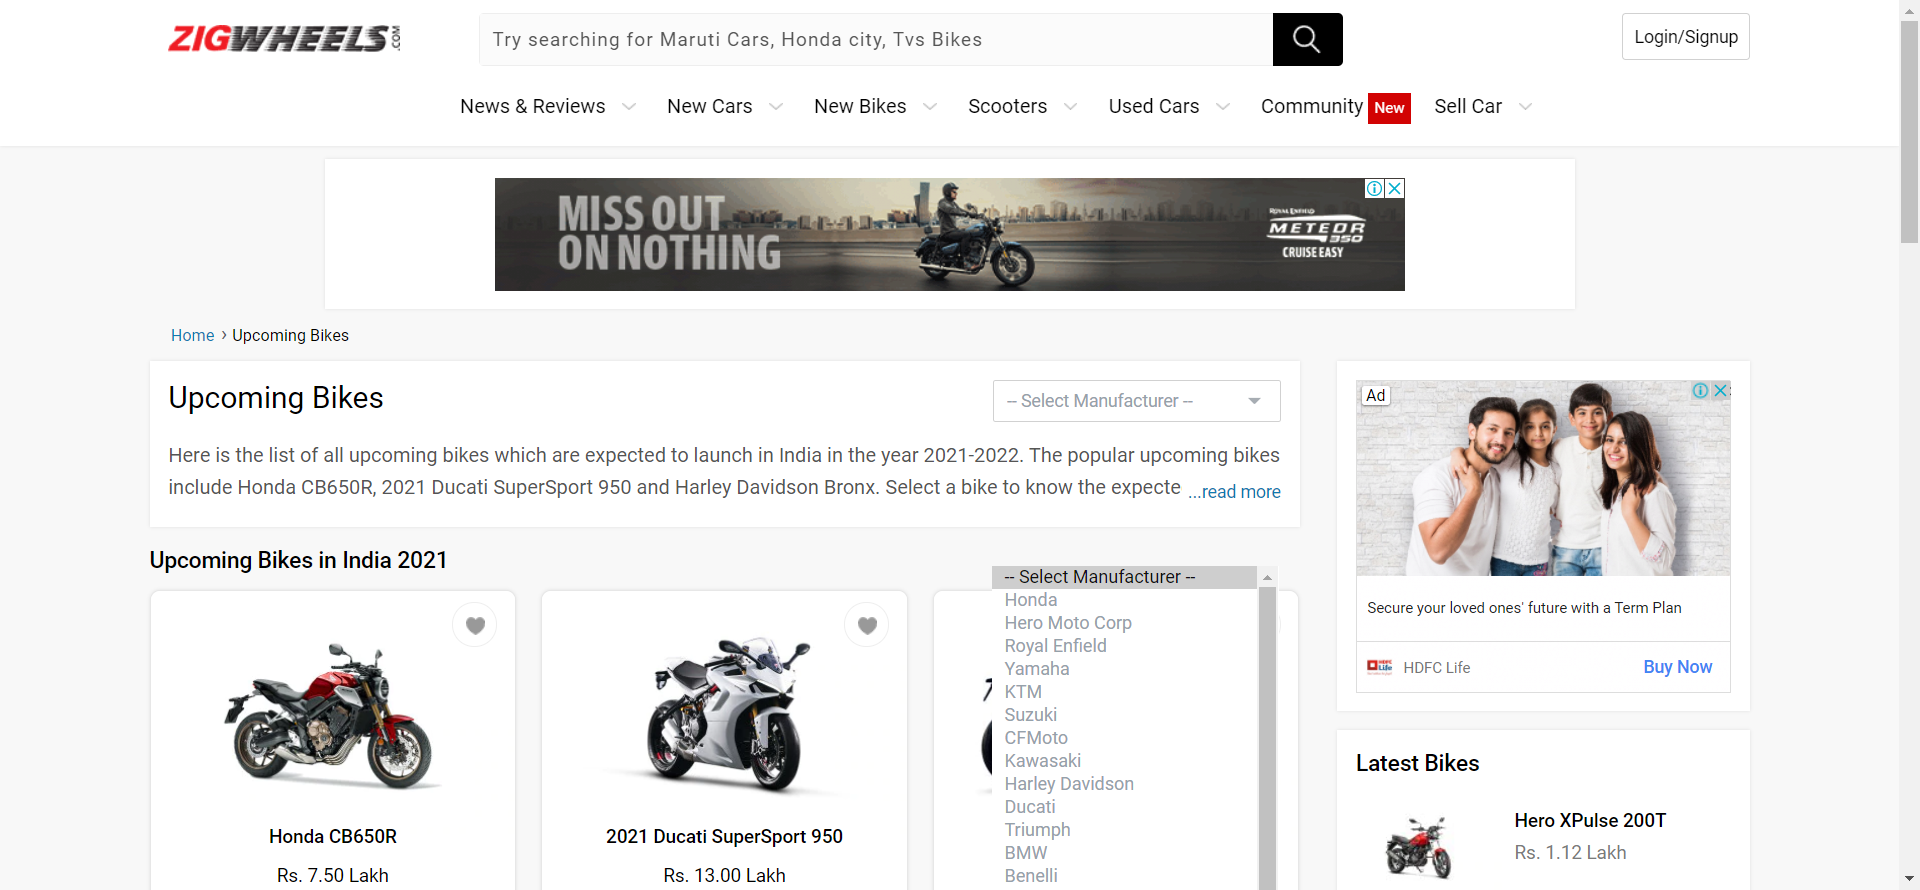 ZIGWHEELS.COM
Try searching for Maruti Cars, Honda city, Tvs Bikes
Login/Signup
News & Reviews
New Cars
New Bikes
Scooters
Used Cars
Community New
Sell Car
MISS OUT
ON NOTHING
ROYAL ENFIELD
METEOR
350
CRUISE EASY
Home › Upcoming Bikes
Upcoming Bikes
-- Select Manufacturer --
Here is the list of all upcoming bikes which are expected to launch in India in the year 2021-2022. The popular upcoming bikes
include Honda CB650R, 2021 Ducati SuperSport 950 and Harley Davidson Bronx. Select a bike to know the expecte ...read more
Upcoming Bikes in India 2021
Honda CB650R
Rs. 7.50 Lakh
2021 Ducati SuperSport 950
Rs. 13.00 Lakh
-- Select Manufacturer --
Honda
Hero Moto Corp
Royal Enfield
Yamaha
KTM
Suzuki
CFMoto
Kawasaki
Harley Davidson
Ducati
Triumph
BMW
Benelli
Ad
Secure your loved ones' future with a Term Plan
HDFC
Life
HDFC Life
Buy Now
Latest Bikes
Hero XPulse 200T
Rs. 1.12 Lakh